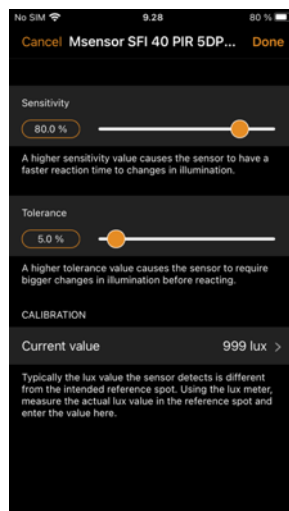 No SIM 9.28 80 %
Cancel Msensor SFI 40 PIR 5DP... Done
Sensitivity
80.0 %
A higher sensitivity value causes the sensor to have a
faster reaction time to changes in illumination.
Tolerance
5.0 %
A higher tolerance value causes the sensor to require
bigger changes in illumination before reacting.
CALIBRATION
Current value 999 lux >
Typically the lux value the sensor detects is different
from the intended reference spot. Using the lux meter,
measure the actual lux value in the reference spot and
enter the value here.